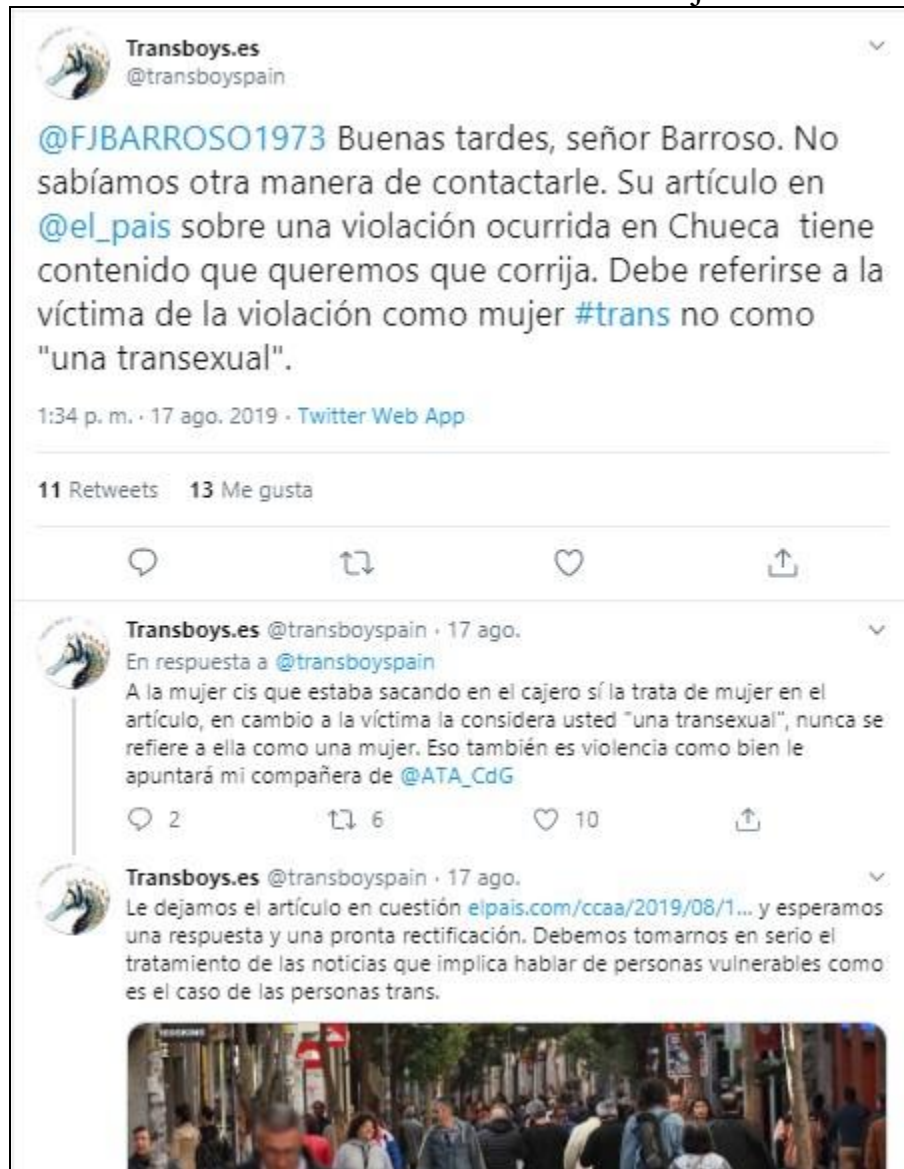 Transboys.es
@transboyspain
@FJBARROSO1973 Buenas tardes, señor Barroso. No
sabíamos otra manera de contactarle. Su artículo en
@el_pais sobre una violación ocurrida en Chueca tiene
contenido que queremos que corrija. Debe referirse a la
víctima de la violación como mujer #trans no como
"una transexual".
1:34 p. m. · 17 ago. 2019 · Twitter Web App
11 Retweets 13 Me gusta
Transboys.es @transboyspain · 17 ago.
En respuesta a @transboyspain
A la mujer cis que estaba sacando en el cajero sí la trata de mujer en el
artículo, en cambio a la víctima la considera usted "una transexual", nunca se
refiere a ella como una mujer. Eso también es violencia como bien le
apuntará mi compañera de @ATA_CdG
2 6 10
Transboys.es @transboyspain · 17 ago.
Le dejamos el artículo en cuestión elpais.com/ccaa/2019/08/1... y esperamos
una respuesta y una pronta rectificación. Debemos tomarnos en serio el
tratamiento de las noticias que implica hablar de personas vulnerables como
es el caso de las personas trans.